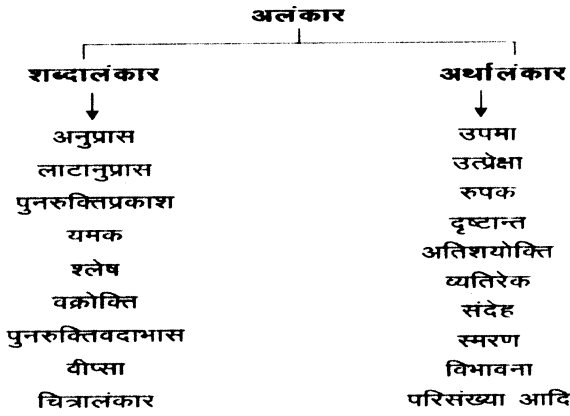 अलंकार
शब्दालंकार
अनुप्रास
लाटानुप्रास
पुनरुक्तिप्रकाश
यमक
श्लेष
वक्रोक्ति
पुनरुक्तिवदाभास
वीप्सा
चित्रालंकार
अर्थालंकार
उपमा
उत्प्रेक्षा
रुपक
दृष्टान्त
अतिशयोक्ति
व्यतिरेक
संदेह
स्मरण
विभावना
परिसंख्या आदि